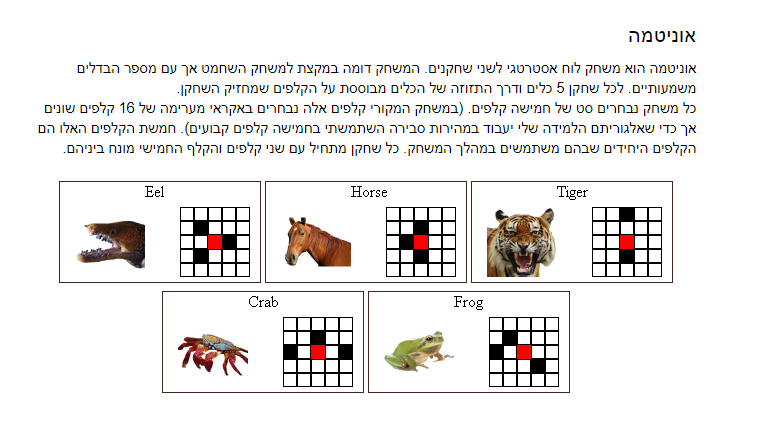 אוניטמה
אוניטמה הוא משחק לוח אסטרטגי לשני שחקנים. המשחק דומה במקצת למשחק השחמט אך עם מספר הבדלים
משמעותיים. לכל שחקן 5 כלים ודרך התזוזה של הכלים מבוססת על הקלפים שמחזיק השחקן.
כל משחק נבחרים סט של חמישה קלפים. (במשחק המקורי קלפים אלה נבחרים באקראי מערימה של 16 קלפים שונים
אך כדי שאלגוריתם הלמידה שלי יעבוד במהירות סבירה השתמשתי בחמישה קלפים קבועים). חמשת הקלפים האלו הם
הקלפים היחידים שבהם משתמשים במהלך המשחק. כל שחקן מתחיל עם שני קלפים והקלף החמישי מונח ביניהם.
Eel
Horse
Tiger
Crab
Frog